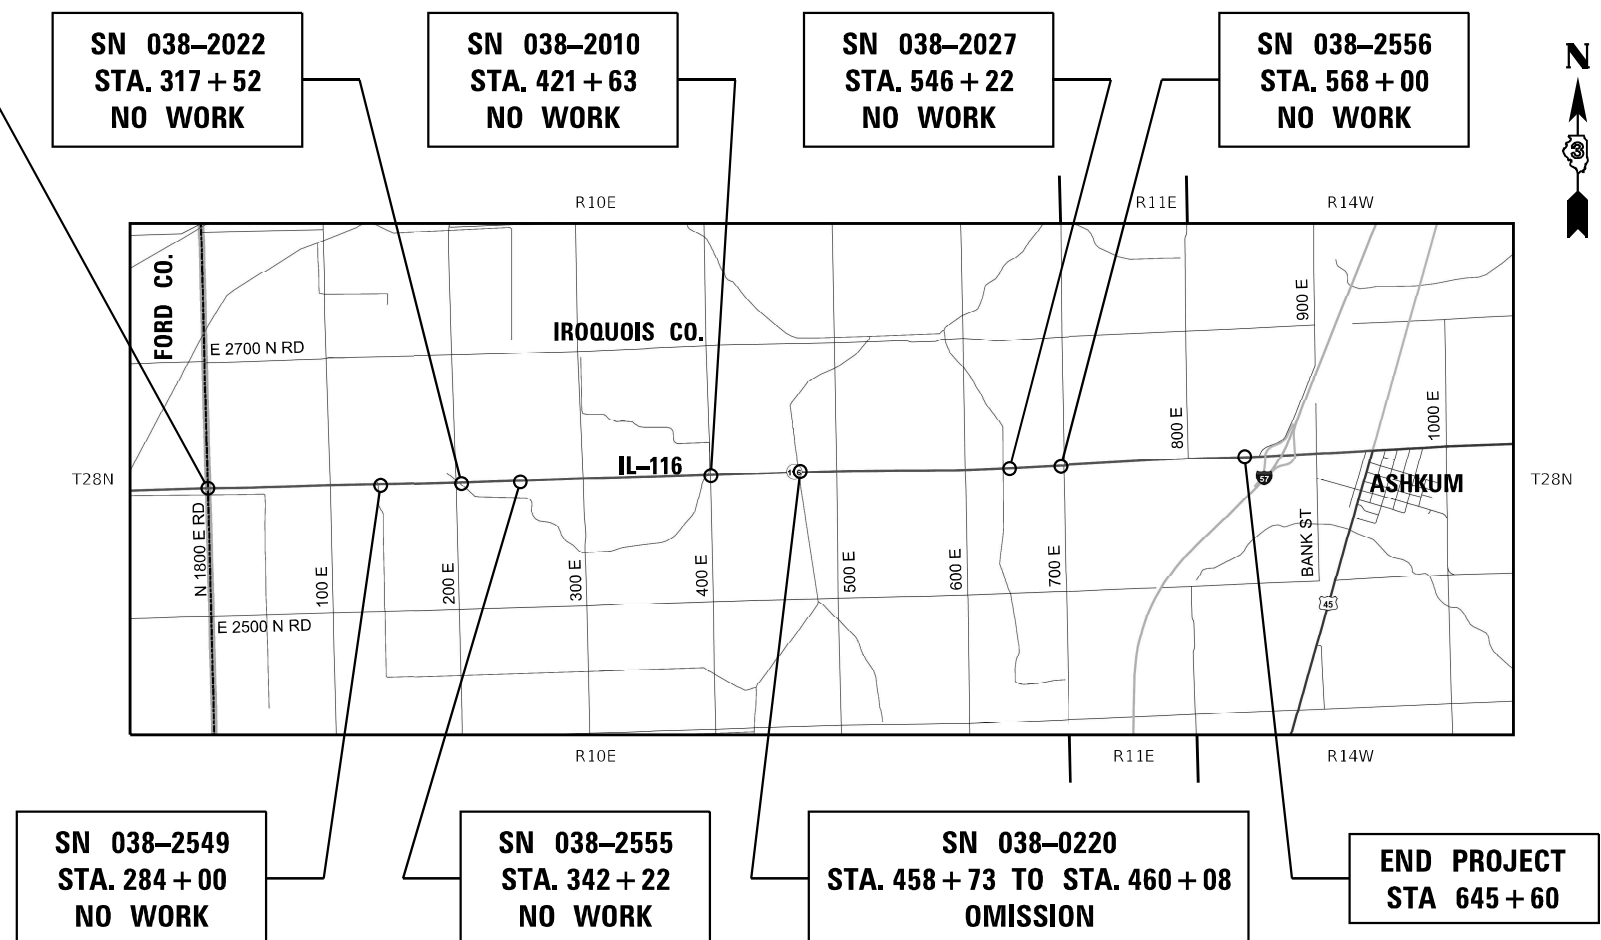 SN 038–2022
STA. 317 + 52
NO WORK
SN 038–2010
STA. 421 + 63
NO WORK
SN 038–2027
STA. 546 + 22
NO WORK
SN 038–2556
STA. 568 + 00
NO WORK
N
3
R10E
R11E
R14W
FORD CO.
IROQUOIS CO.
E 2700 N RD
900 E
IL–116
800 E
1000 E
T28N
T28N
57
ASHKUM
N 1800 E RD
100 E
200 E
300 E
400 E
500 E
600 E
700 E
BANK ST
45
E 2500 N RD
R10E
R11E
R14W
SN 038–2549
STA. 284 + 00
NO WORK
SN 038–2555
STA. 342 + 22
NO WORK
SN 038–0220
STA. 458 + 73 TO STA. 460 + 08
OMISSION
END PROJECT
STA 645 + 60